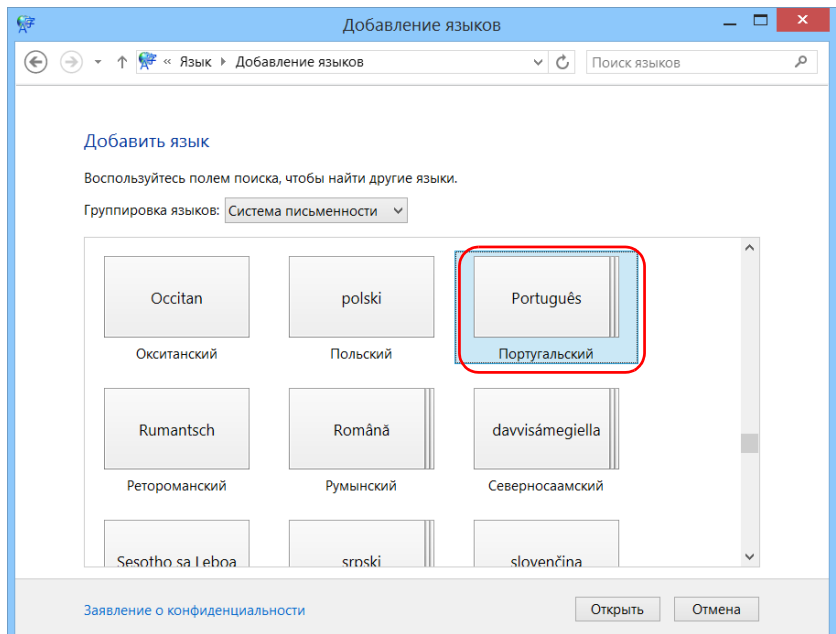 Добавление языков
« Язык Добавление языков
Поиск языков
Добавить язык
Воспользуйтесь полем поиска, чтобы найти другие языки.
Группировка языков: Система письменности
Occitan polski Português
Окситанский Польский Португальский
Rumantsch Română davvisámegiella
Ретороманский Румынский Северносаамский
Sesotho sa Leboa srpski slovenčina
Заявление о конфиденциальности Открыть Отмена